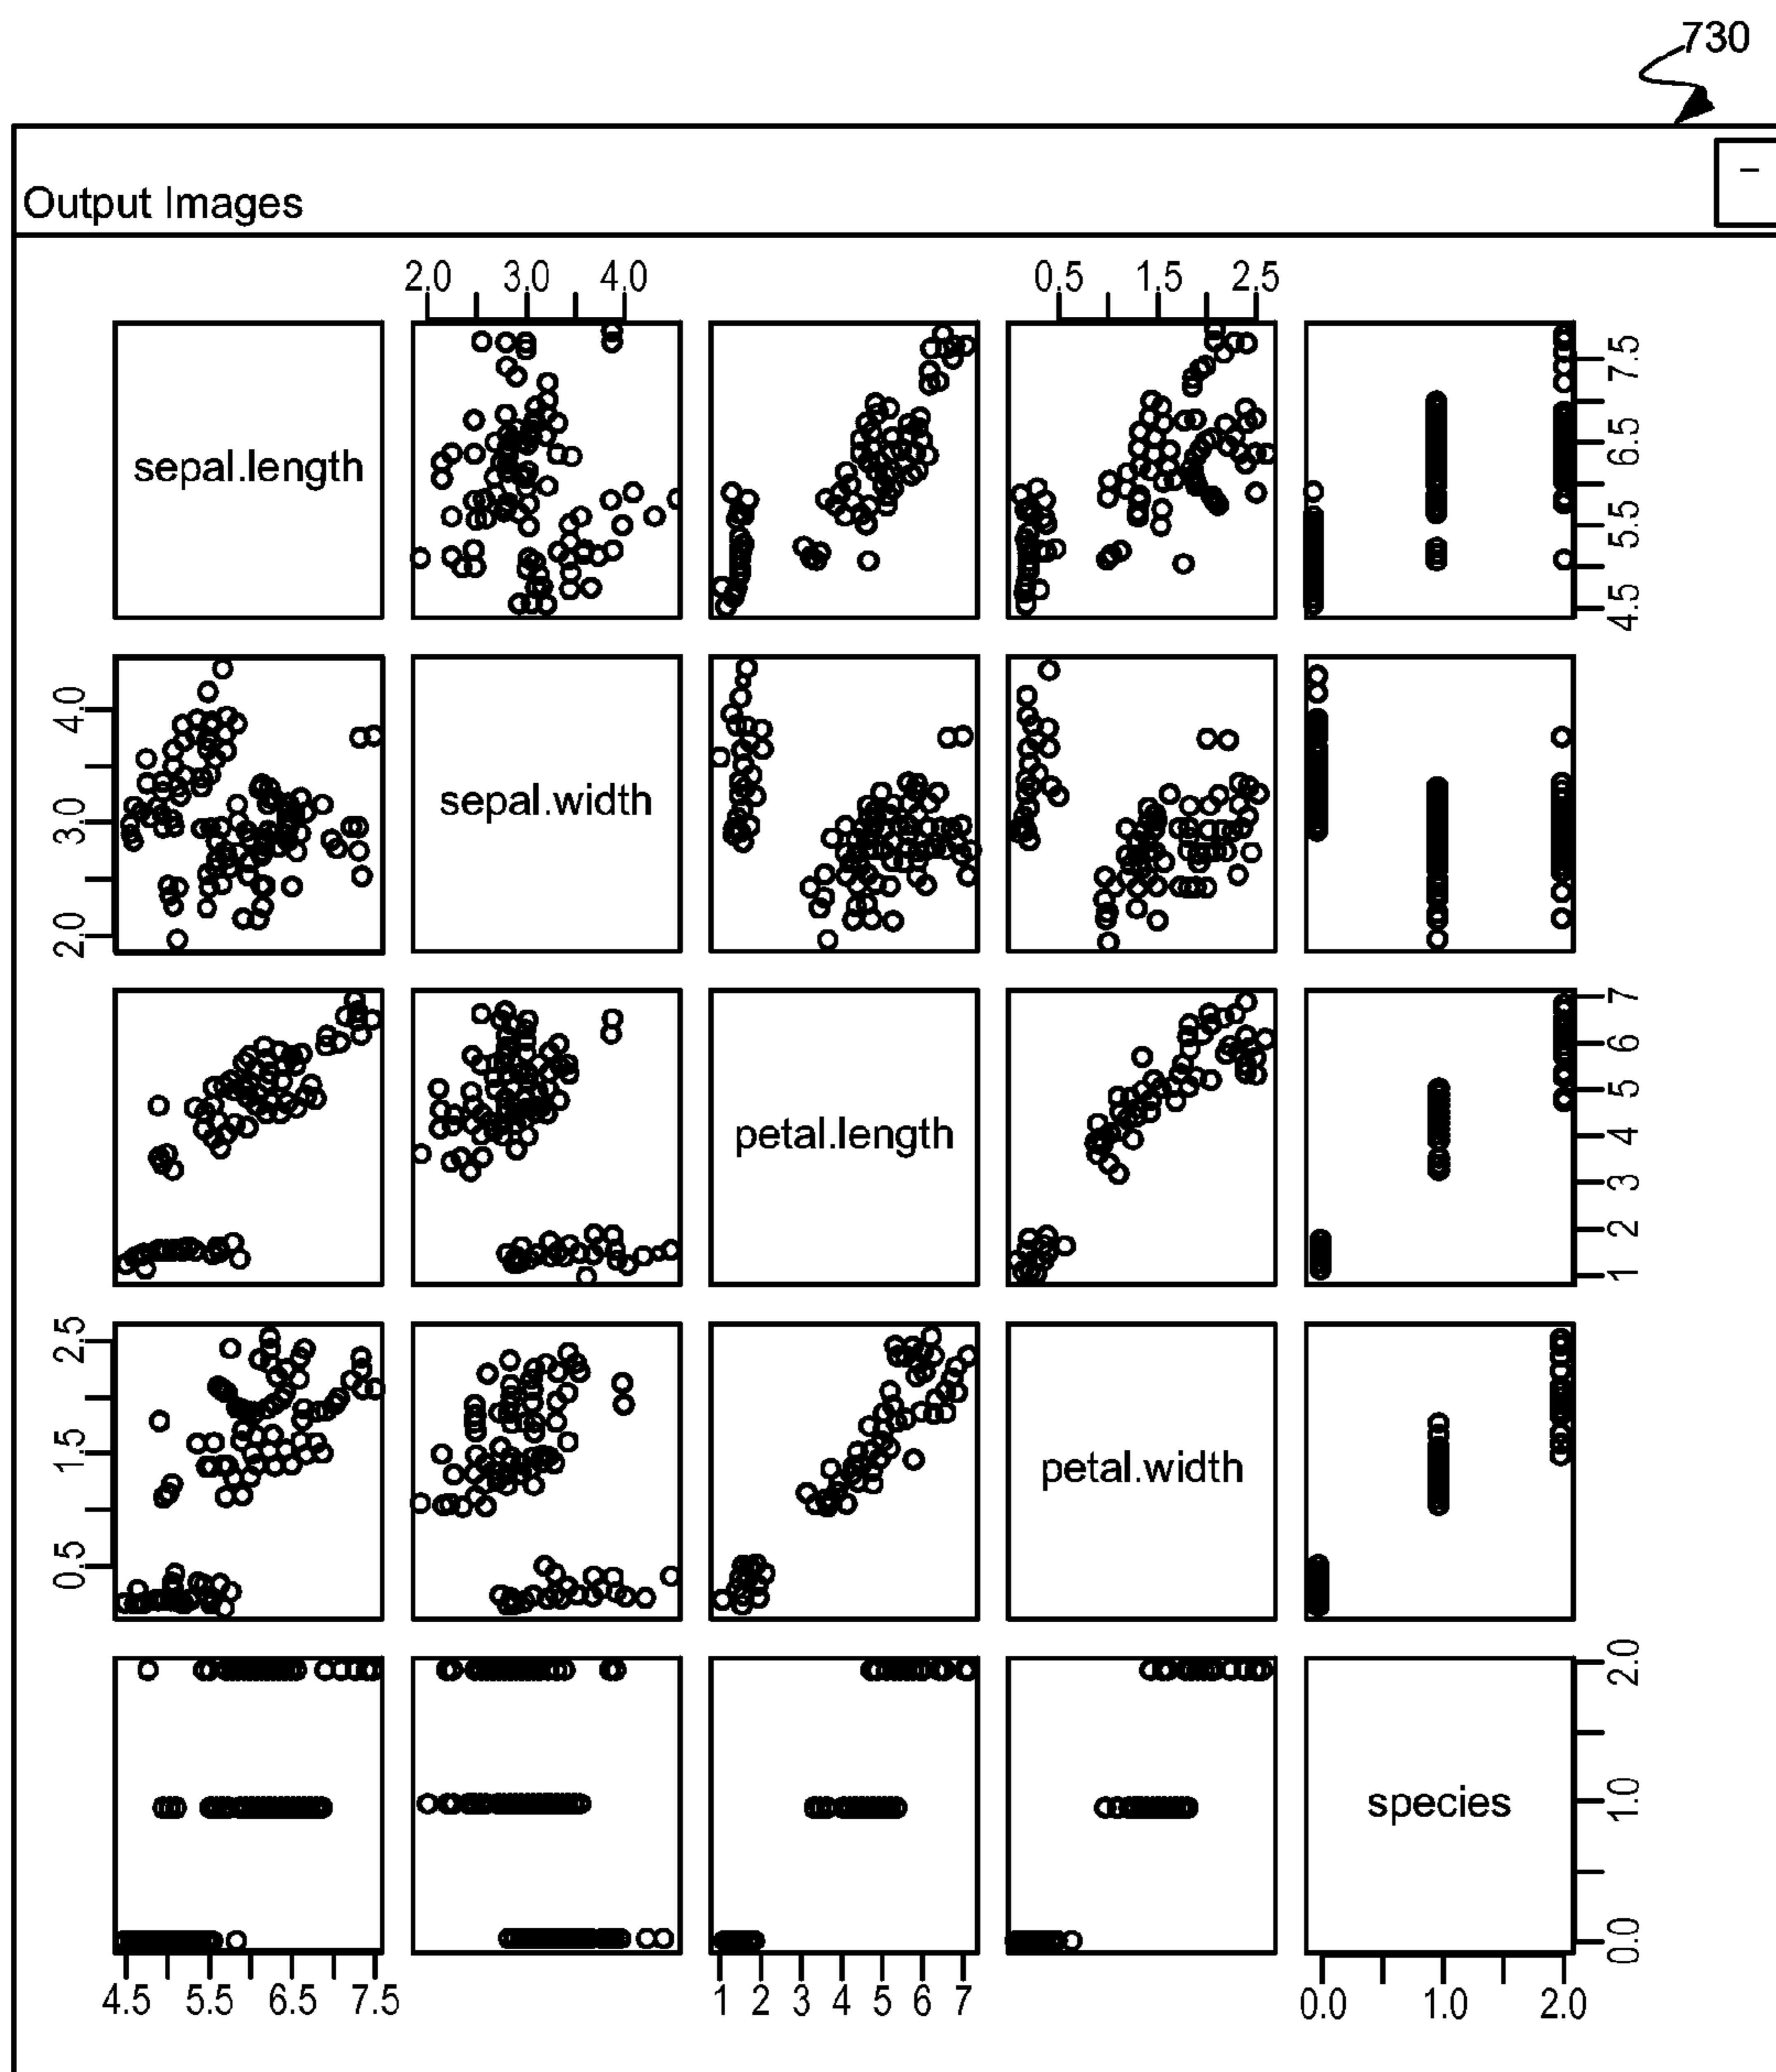 730
Output Images
–
2.0 3.0 4.0
0.5 1.5 2.5
sepal.length
7.5
6.5
5.5
4.5
4.0
3.0
2.0
sepal.width
petal.length
7
6
5
4
3
2
1
2.5
1.5
0.5
petal.width
species
2.0
1.0
0.0
4.5 5.5 6.5 7.5
1 2 3 4 5 6 7
0.0 1.0 2.0